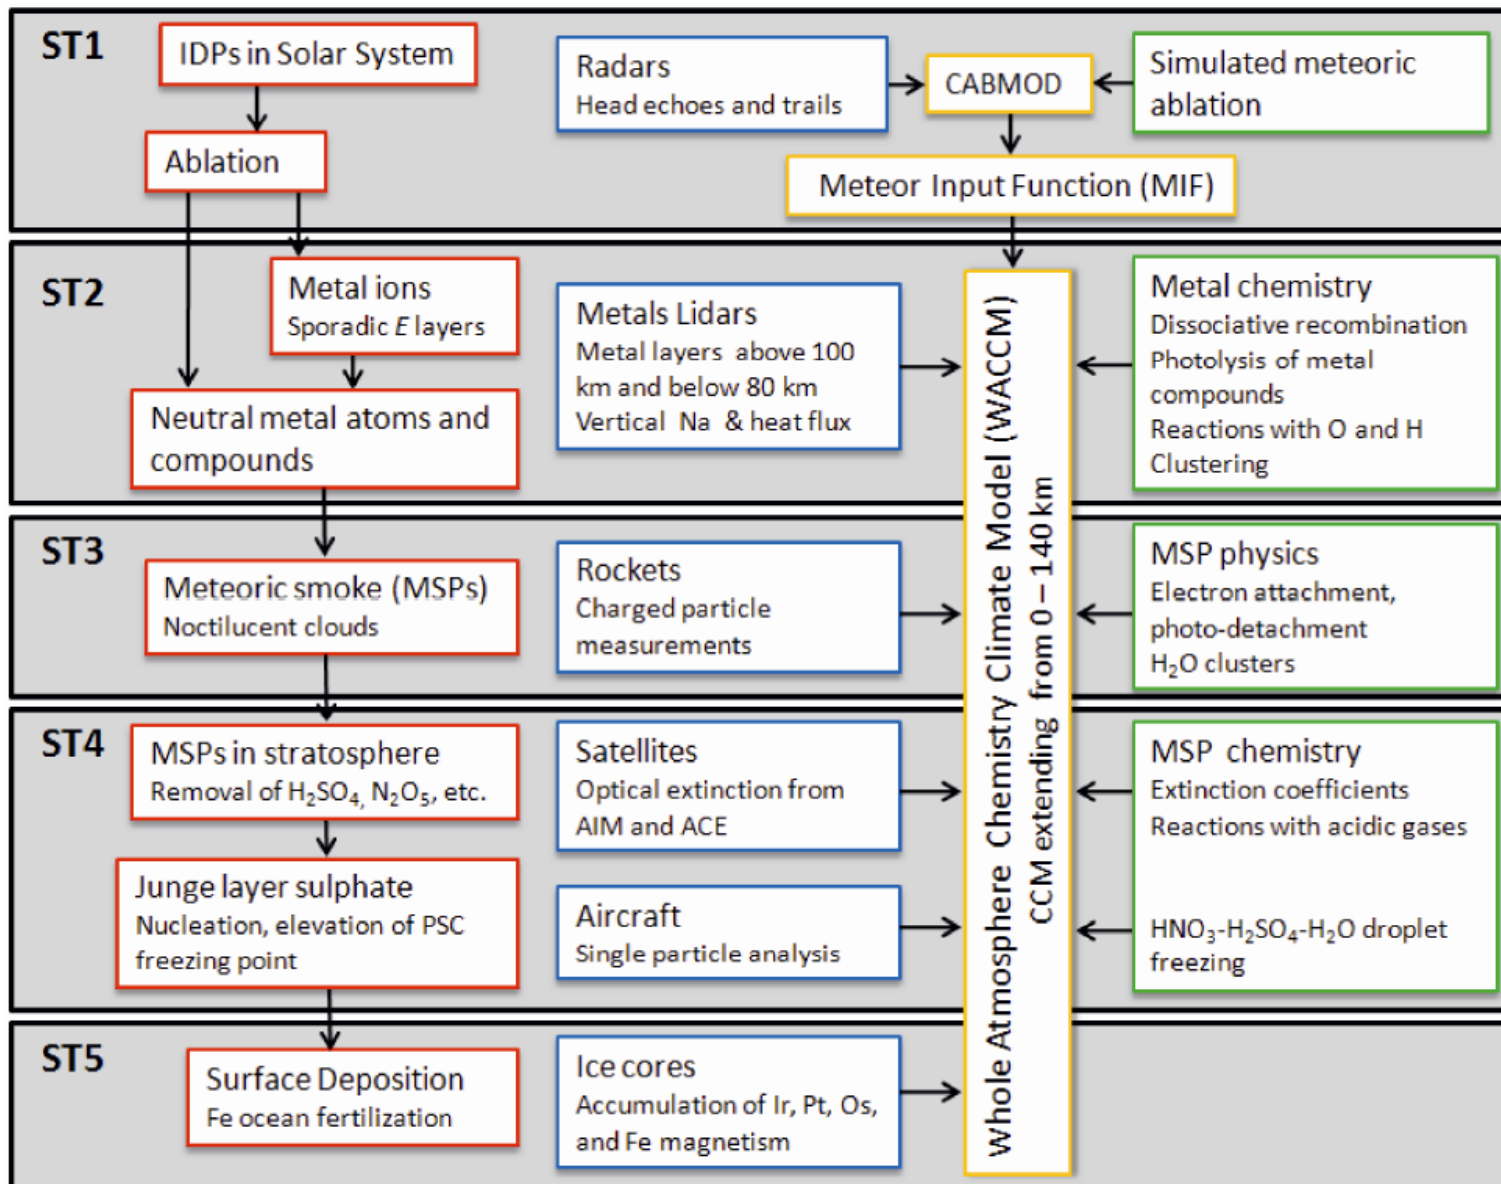 ST1
IDPs in Solar System
Ablation
Radars
Head echoes and trails
CABMOD
Simulated meteoric
ablation
Meteor Input Function (MIF)
ST2
Metal ions
Sporadic E layers
Neutral metal atoms and
compounds
Metals Lidars
Metal layers above 100
km and below 80 km
Vertical Na & heat flux
Metal chemistry
Dissociative recombination
Photolysis of metal
compounds
Reactions with O and H
Clustering
Whole Atmosphere Chemistry Climate Model (WACCM)
CCM extending from 0 – 140 km
ST3
Meteoric smoke (MSPs)
Noctilucent clouds
Rockets
Charged particle
measurements
MSP physics
Electron attachment,
photo-detachment
H₂O clusters
ST4
MSPs in stratosphere
Removal of H₂SO₄, N₂O₅, etc.
Junge layer sulphate
Nucleation, elevation of PSC
freezing point
Satellites
Optical extinction from
AIM and ACE
Aircraft
Single particle analysis
MSP chemistry
Extinction coefficients
Reactions with acidic gases
HNO₃-H₂SO₄-H₂O droplet
freezing
ST5
Surface Deposition
Fe ocean fertilization
Ice cores
Accumulation of Ir, Pt, Os,
and Fe magnetism